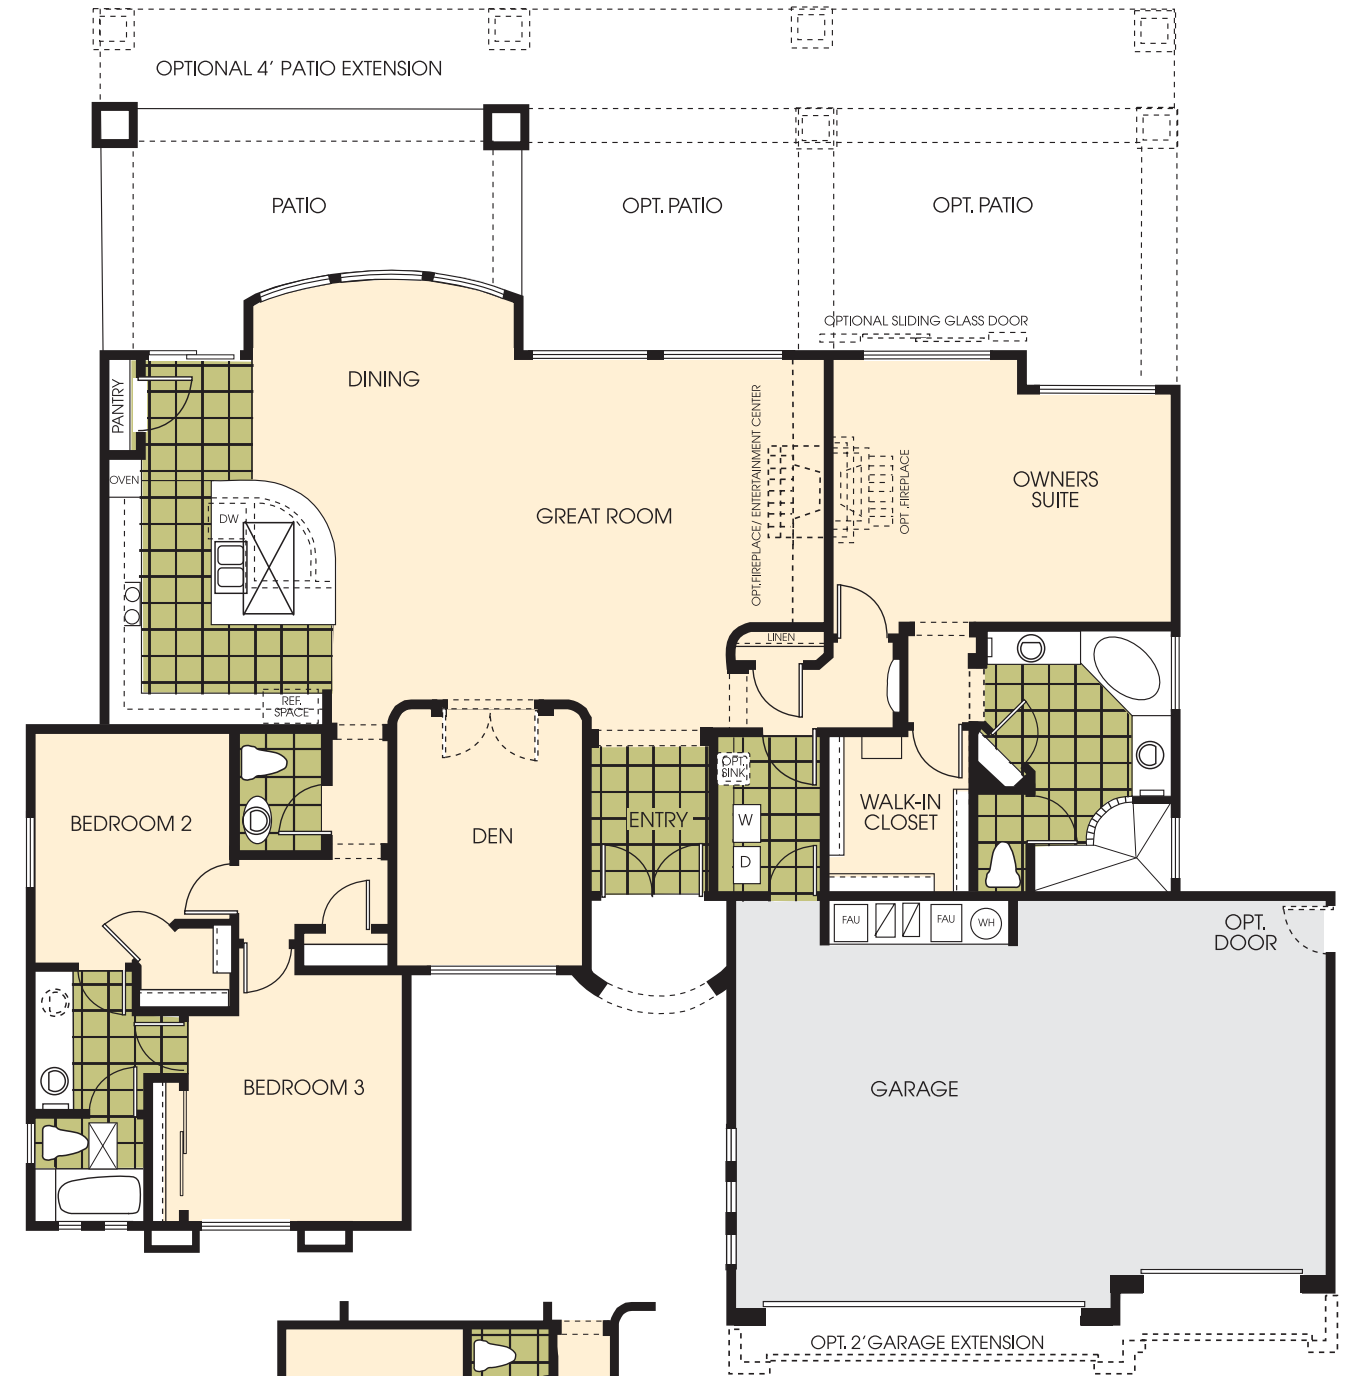 OPTIONAL 4' PATIO EXTENSION
PATIO
OPT. PATIO
OPT. PATIO
OPTIONAL SLIDING GLASS DOOR
DINING
PANTRY
OPT.FIREPLACE/ ENTERTAINMENT CENTER
OPT .FIREPLACE
OVEN
OWNERS
SUITE
DW
GREAT ROOM
LINEN
REF.
SPACE
OPT.
SINK
BEDROOM 2
ENTRY
W
WALK-IN
CLOSET
DEN
D
FAU
FAU
WH
OPT.
DOOR
BEDROOM 3
GARAGE
OPT. 2' GARAGE EXTENSION